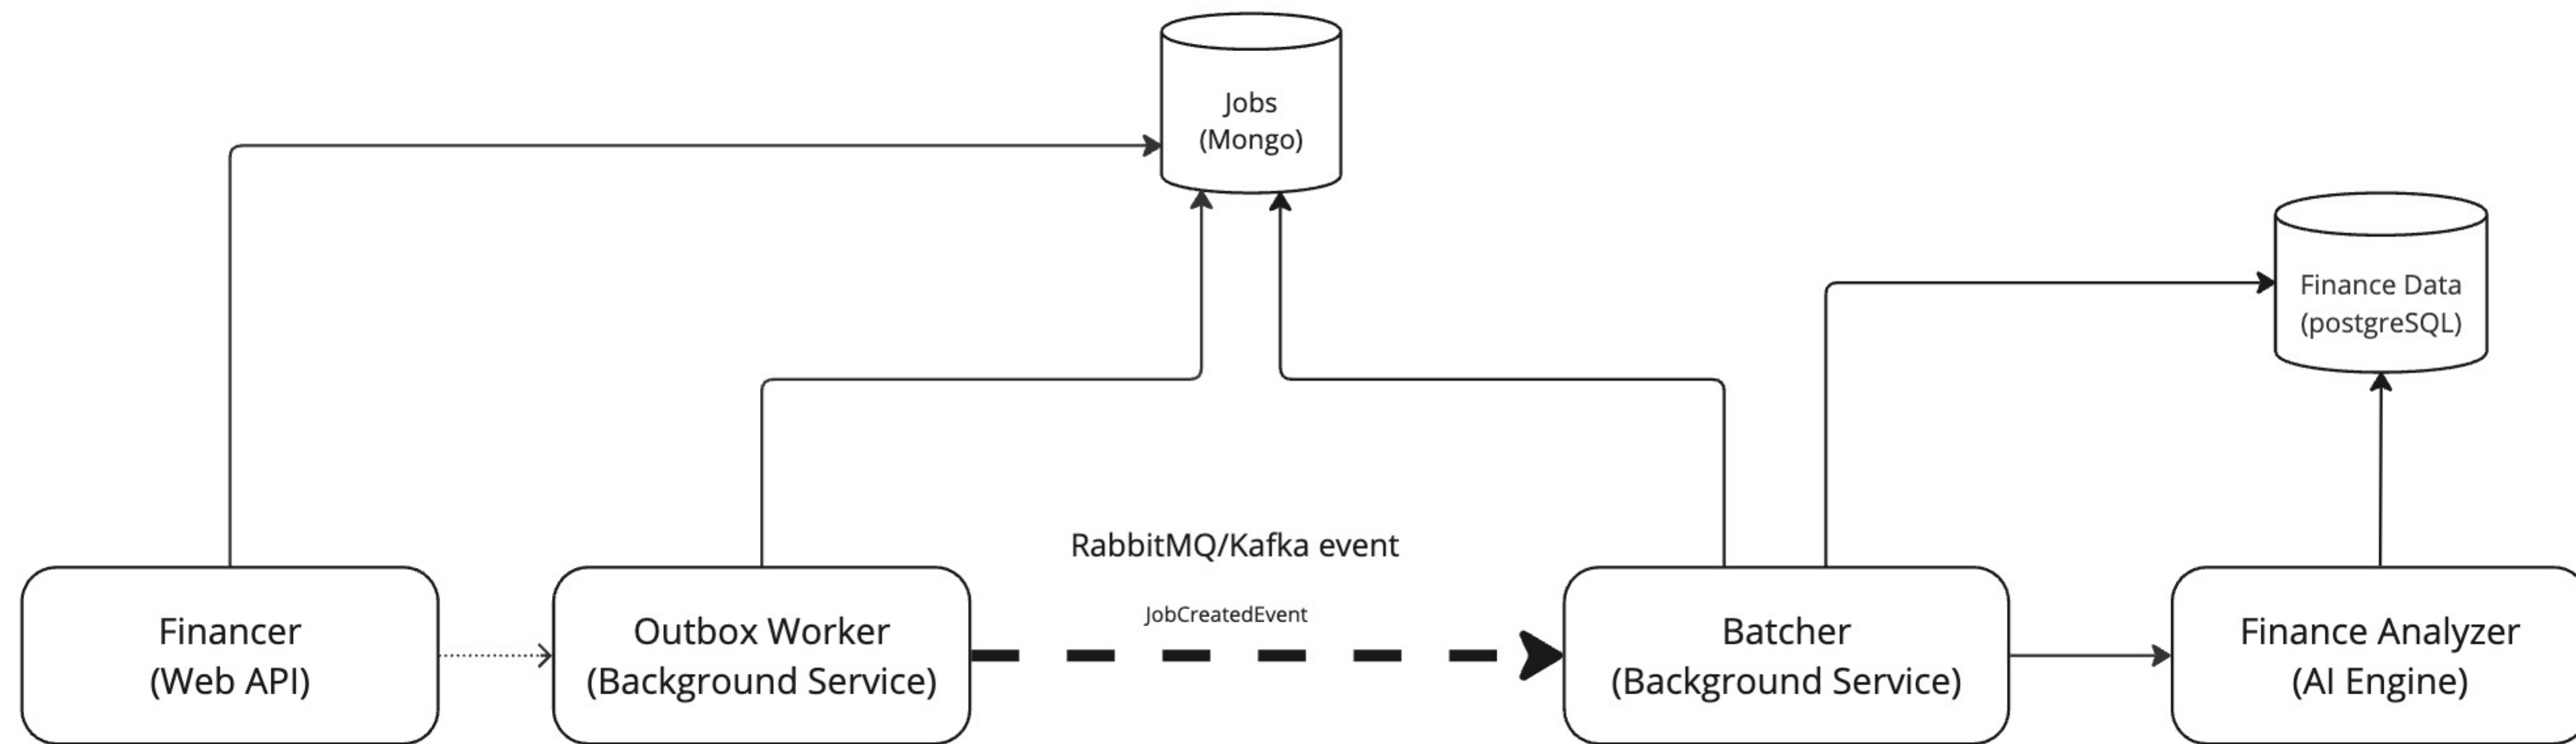 Jobs
(Mongo)
Finance Data
(postgreSQL)
RabbitMQ/Kafka event
JobCreatedEvent
Financer
(Web API)
Outbox Worker
(Background Service)
Batcher
(Background Service)
Finance Analyzer
(AI Engine)